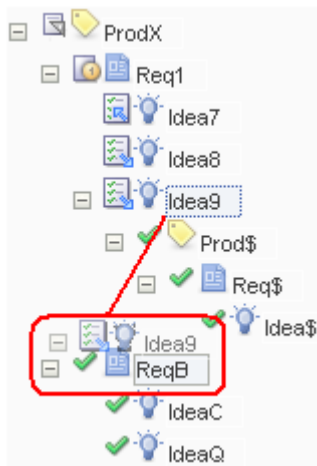 ProdX
Req1
Idea7
Idea8
Idea9
Prod$
Req$
Idea$
Idea9
ReqB
IdeaC
IdeaQ